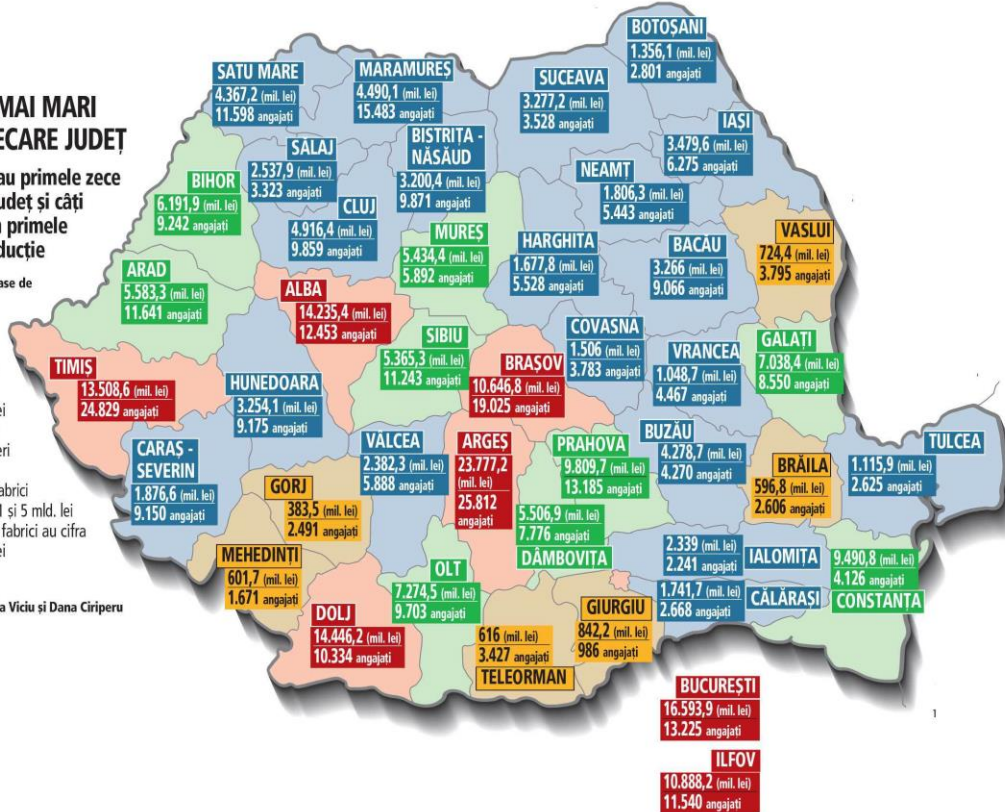 MAI MARI
ECARE JUDEȚ
au primele zece
udeț și câți
primele
ducție
ase de
ei
eri
abrici
1 și 5 mld. lei
fabrici au cifra
ei
a Viciu și Dana Ciriperu
BOTOȘANI
1.356,1 (mil. lei)
2.801 angajați
SATU MARE
4.367,2 (mil. lei)
11.598 angajați
MARAMUREȘ
4.490,1 (mil. lei)
15.483 angajați
SUCEAVA
3.277,2 (mil. lei)
3.528 angajați
IAȘI
3.479,6 (mil. lei)
6.275 angajați
SĂLAJ
2.537,9 (mil. lei)
3.323 angajați
BISTRIȚA -
NĂSĂUD
3.200,4 (mil. lei)
9.871 angajați
NEAMȚ
1.806,3 (mil. lei)
5.443 angajați
BIHOR
6.191,9 (mil. lei)
9.242 angajați
CLUJ
4.916,4 (mil. lei)
9.859 angajați
MUREȘ
5.434,4 (mil. lei)
5.892 angajați
HARGHITA
1.677,8 (mil. lei)
5.528 angajați
BACĂU
3.266 (mil. lei)
9.066 angajați
VASLUI
724,4 (mil. lei)
3.795 angajați
ARAD
5.583,3 (mil. lei)
11.641 angajați
ALBA
14.235,4 (mil. lei)
12.453 angajați
SIBIU
5.365,3 (mil. lei)
11.243 angajați
BRAȘOV
10.646,8 (mil. lei)
19.025 angajați
COVASNA
1.506 (mil. lei)
3.783 angajați
VRANCEA
1.048,7 (mil. lei)
4.467 angajați
GALAȚI
7.038,4 (mil. lei)
8.550 angajați
TIMIȘ
13.508,6 (mil. lei)
24.829 angajați
HUNEDOARA
3.254,1 (mil. lei)
9.175 angajați
CARAȘ -
SEVERIN
1.876,6 (mil. lei)
9.150 angajați
VÂLCEA
2.382,3 (mil. lei)
5.888 angajați
ARGEȘ
23.777,2
(mil. lei)
25.812
angajați
PRAHOVA
9.809,7 (mil. lei)
13.185 angajați
BUZĂU
4.278,7 (mil. lei)
4.270 angajați
BRĂILA
596,8 (mil. lei)
2.606 angajați
TULCEA
1.115,9 (mil. lei)
2.625 angajați
GORJ
383,5 (mil. lei)
2.491 angajați
5.506,9 (mil. lei)
7.776 angajați
DÂMBOVIȚA
MEHEDINȚI
601,7 (mil. lei)
1.671 angajați
OLT
7.274,5 (mil. lei)
9.703 angajați
2.339 (mil. lei)
2.241 angajați
IALOMIȚA
9.490,8 (mil. lei)
4.126 angajați
CONSTANȚA
1.741,7 (mil. lei)
2.668 angajați
CĂLĂRAȘI
DOLJ
14.446,2 (mil. lei)
10.334 angajați
616 (mil. lei)
3.427 angajați
TELEORMAN
GIURGIU
842,2 (mil. lei)
986 angajați
BUCUREȘTI
16.593,9 (mil. lei)
13.225 angajați
1
ILFOV
10.888,2 (mil. lei)
11.540 angajați